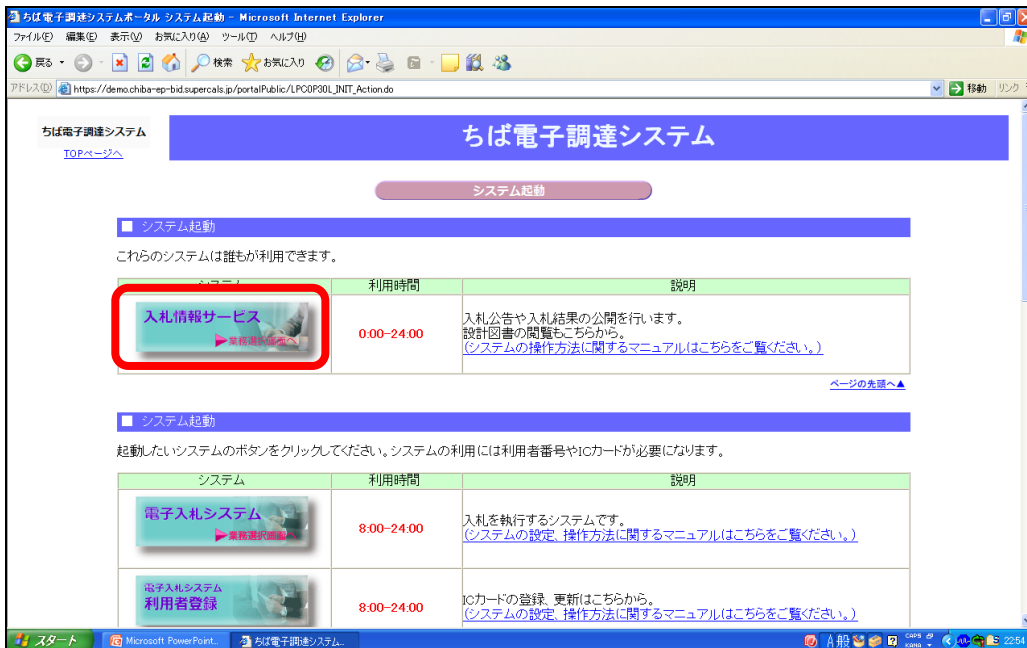 ちば電子調達システムポータル システム起動 - Microsoft Internet Explorer
ファイル(F) 編集(E) 表示(V) お気に入り(A) ツール(T) ヘルプ(H)
戻る 検索 お気に入り
アドレス(D) https://demo.chiba-ep-bid.supercals.jp/portalPublic/LPC0P30L_INIT_Action.do 移動 リンク
ちば電子調達システム
TOPページへ
ちば電子調達システム
システム起動
■ システム起動
これらのシステムは誰もが利用できます。
システム 利用時間 説明
入札情報サービス
▶業務選択画面へ
0:00-24:00
入札公告や入札結果の公開を行います。
設計図書の閲覧もこちらから。
(システムの操作方法に関するマニュアルはこちらをご覧ください。)
ページの先頭へ▲
■ システム起動
起動したいシステムのボタンをクリックしてください。システムの利用には利用者番号やICカードが必要になります。
システム 利用時間 説明
電子入札システム
▶業務選択画面へ
8:00-24:00
入札を執行するシステムです。
(システムの設定、操作方法に関するマニュアルはこちらをご覧ください。)
電子入札システム
利用者登録
8:00-24:00
ICカードの登録、更新はこちらから。
(システムの設定、操作方法に関するマニュアルはこちらをご覧ください。)
スタート Microsoft PowerPoint... ちば電子調達システム... A 般 CAPS KANA 22:54